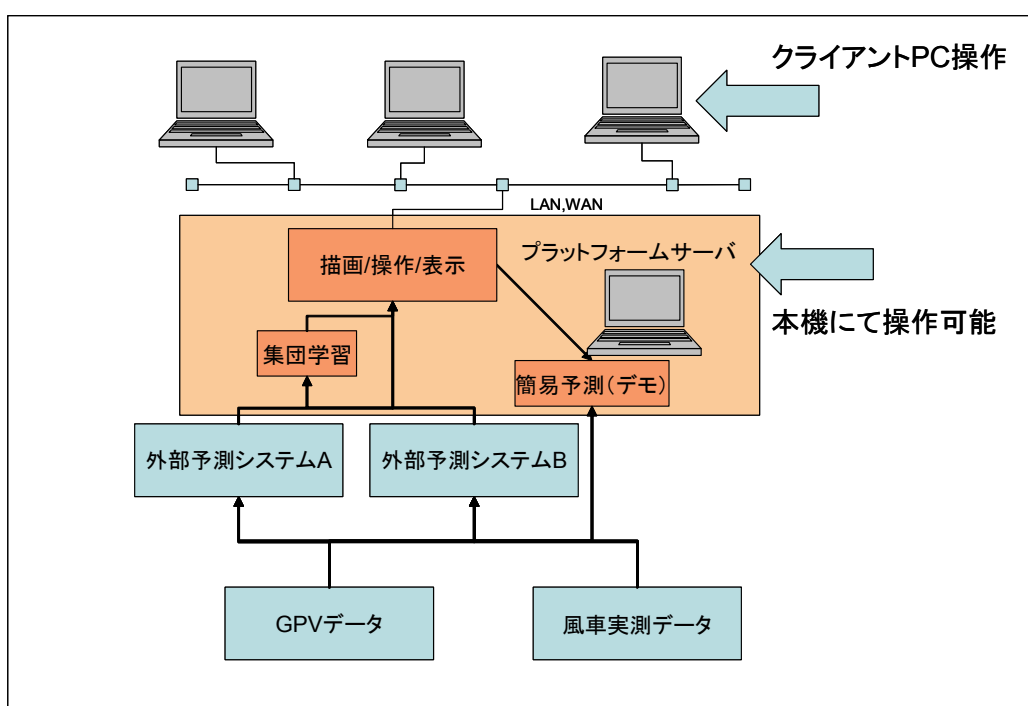 クライアントPC操作
LAN,WAN
描画/操作/表示
プラットフォームサーバ
本機にて操作可能
集団学習
簡易予測(デモ)
外部予測システムA
外部予測システムB
GPVデータ
風車実測データ